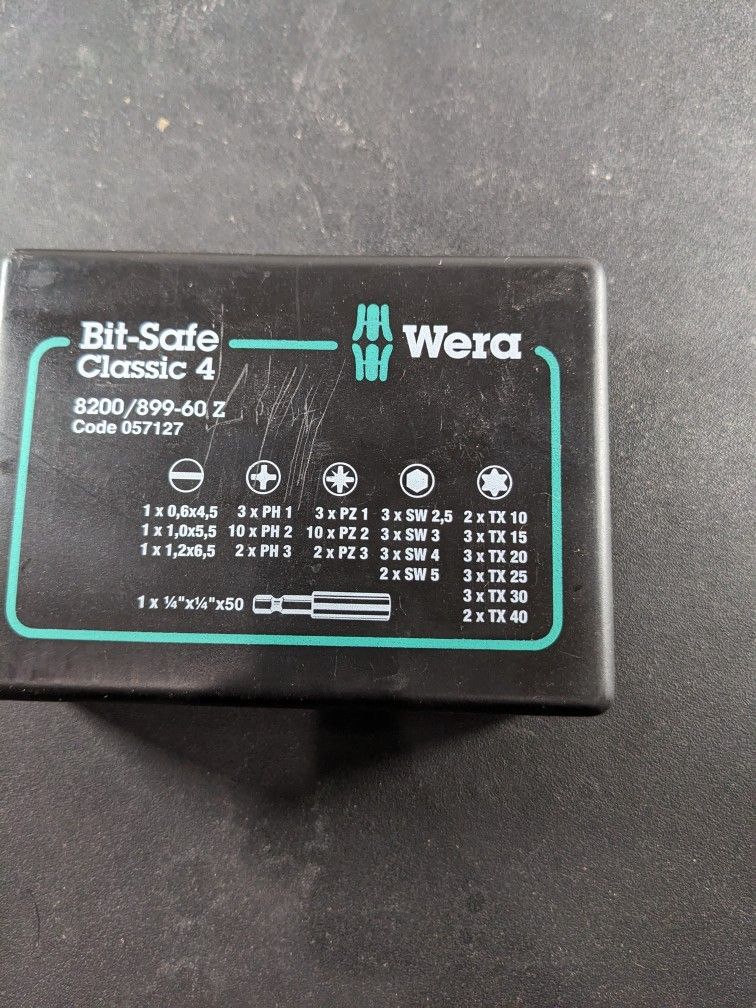 Bit-Safe
Classic 4
Wera
8200/899-60 Z
Code 057127
1 x 0,6x4,5
1 x 1,0x5,5
1 x 1,2x6,5
3 x PH 1
10 x PH 2
2 x PH 3
3 x PZ 1
10 x PZ 2
2 x PZ 3
3 x SW 2,5
3 x SW 3
3 x SW 4
2 x SW 5
2 x TX 10
3 x TX 15
3 x TX 20
3 x TX 25
3 x TX 30
2 x TX 40
1 x ¼"x¼"x50